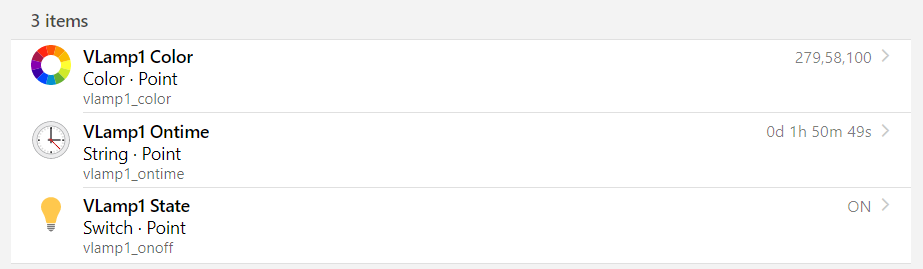 3 items
VLamp1 Color
279,58,100
Color · Point
vlamp1_color
VLamp1 Ontime
0d 1h 50m 49s
String · Point
vlamp1_ontime
VLamp1 State
ON
Switch · Point
vlamp1_onoff